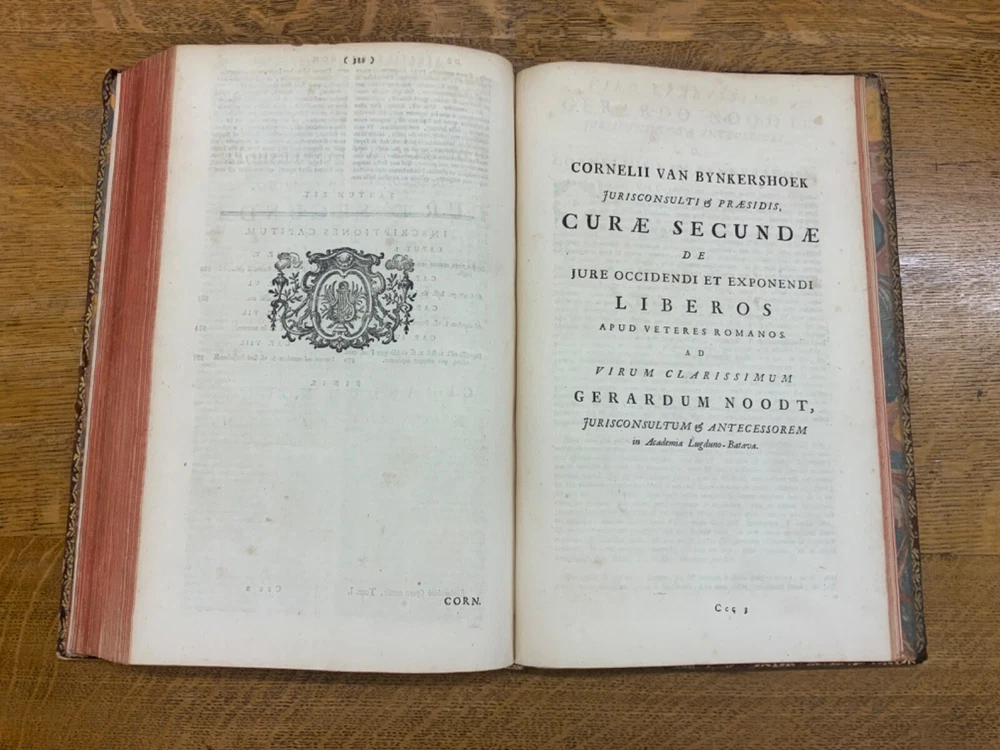 CORN.
CORNELII VAN BYNKERSHOEK
JURISCONSULTI & PRÆSIDIS,
CURÆ SECUNDÆ
DE
JURE OCCIDENDI ET EXPONENDI
LIBEROS
APUD VETERES ROMANOS.
AD
VIRUM CLARISSIMUM
GERARDUM NOODT,
JURISCONSULTUM & ANTECESSOREM
in Academia Lugduno-Batava.
Ccc 3